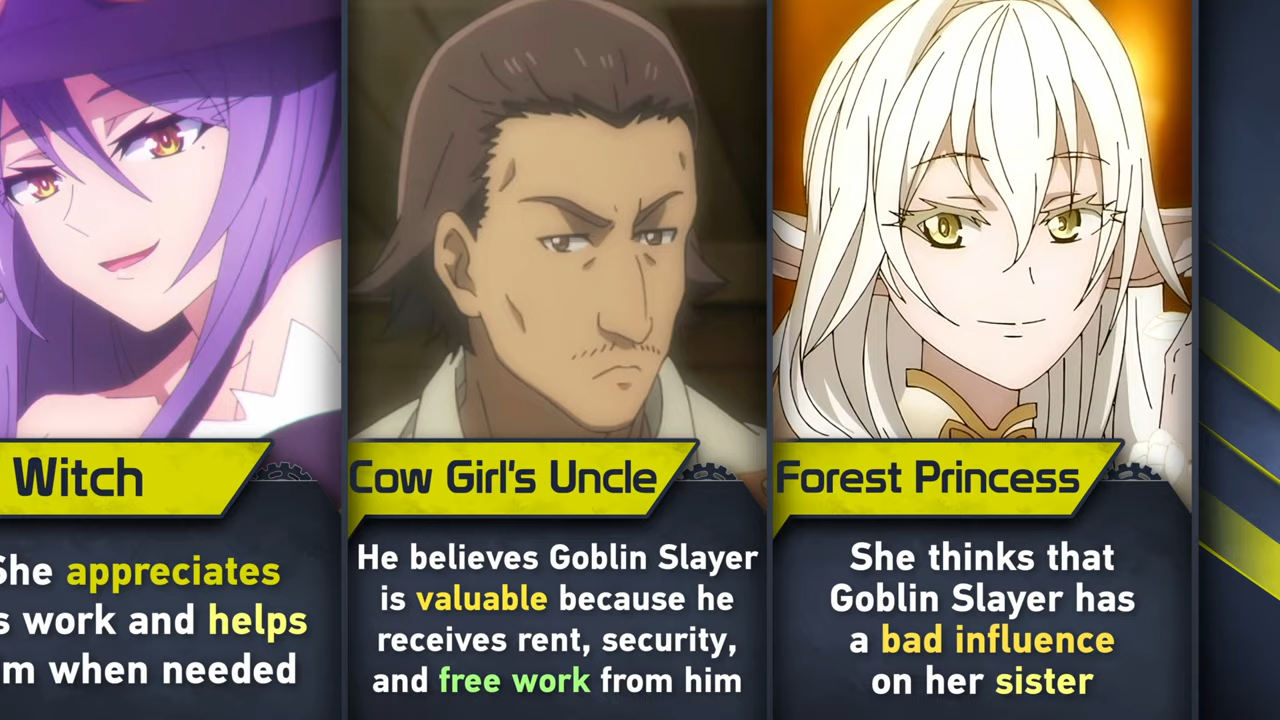 Witch
She appreciates
s work and helps
m when needed
Cow Girl's Uncle
He believes Goblin Slayer
is valuable because he
receives rent, security,
and free work from him
Forest Princess
She thinks that
Goblin Slayer has
a bad influence
on her sister